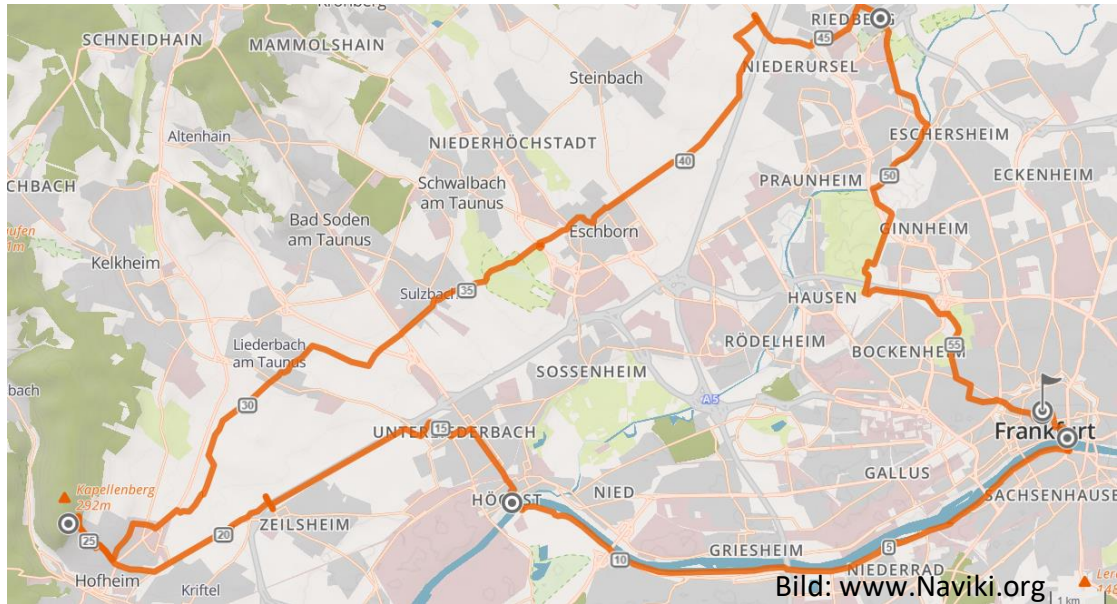 Kronberg
RIEDBERG
SCHNEIDHAIN
MAMMOLSHAIN
45
NIEDERURSEL
Steinbach
Altenhain
NIEDERHÖCHSTADT
ESCHERSHEIM
40
ECKENHEIM
50
PRAUNHEIM
Schwalbach
am Taunus
Bad Soden
am Taunus
Eschborn
GINNHEIM
Kelkheim
35
Sulzbach
HAUSEN
RÖDELHEIM
BOCKENHEIM
55
Liederbach
am Taunus
SOSSENHEIM
A 5
30
15
UNTERLIEDERBACH
Frankfurt
GALLUS
Kapellenberg
292m
HÖCHST
NIED
SACHSENHAUSE
ZEILSHEIM
20
25
GRIESHEIM
5
10
NIEDERRAD
Hofheim
Kriftel
Bild: www.Naviki.org
1 km